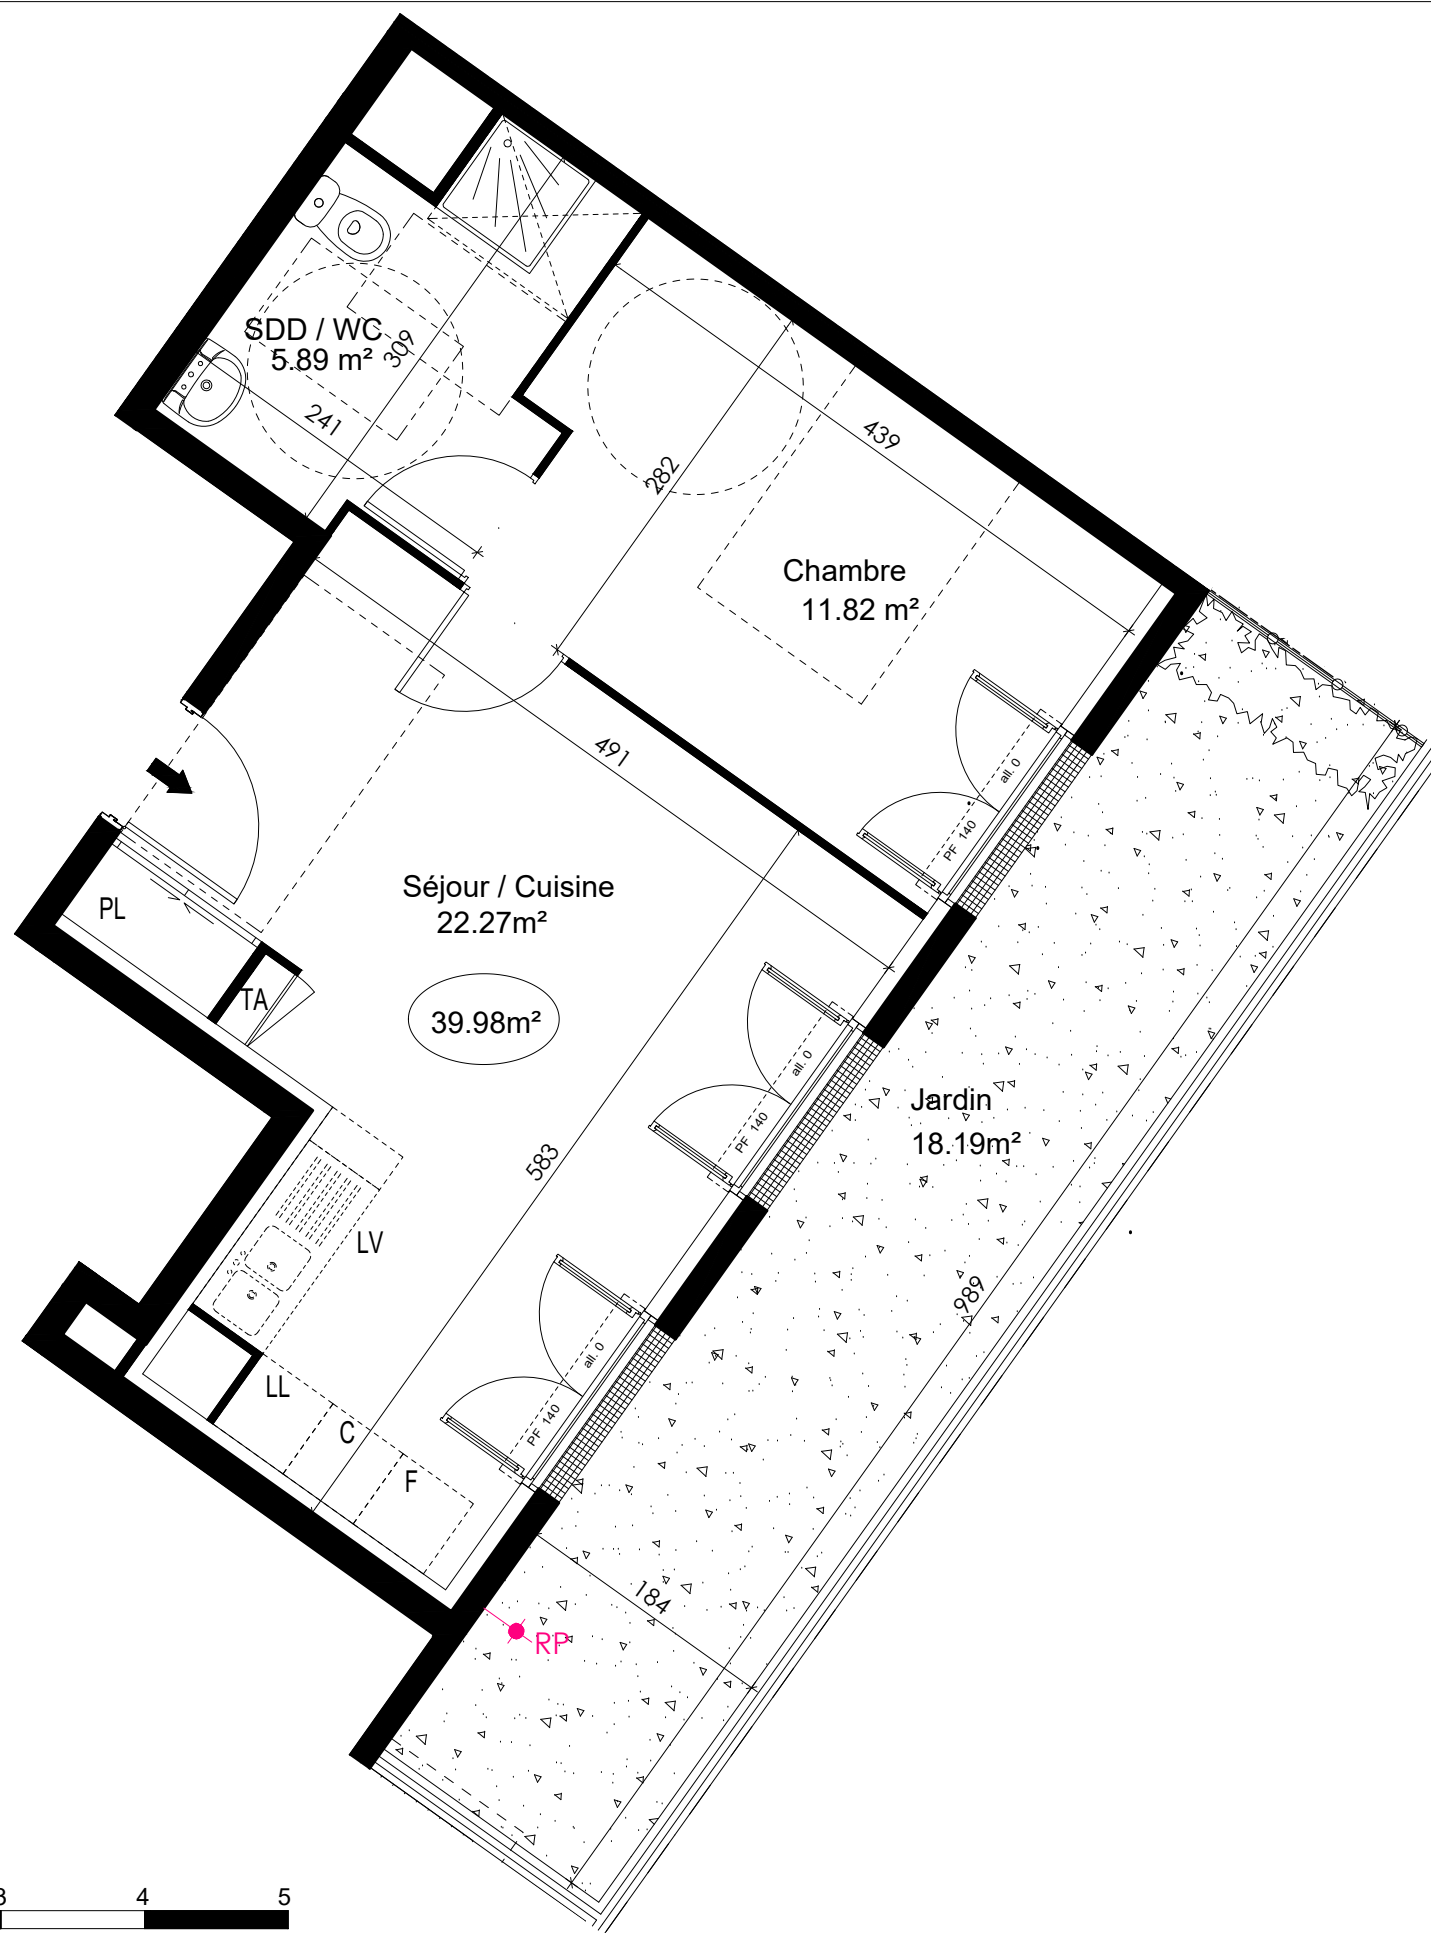 SDD / WC
5.89 m²
309
241
439
282
Chambre
11.82 m²
491
all. 0
PF 140
PL
Séjour / Cuisine
22.27m²
TA
39.98m²
all. 0
PF 140
Jardin
18.19m²
583
LV
989
all. 0
PF 140
LL
C
F
184
RP
3
4
5